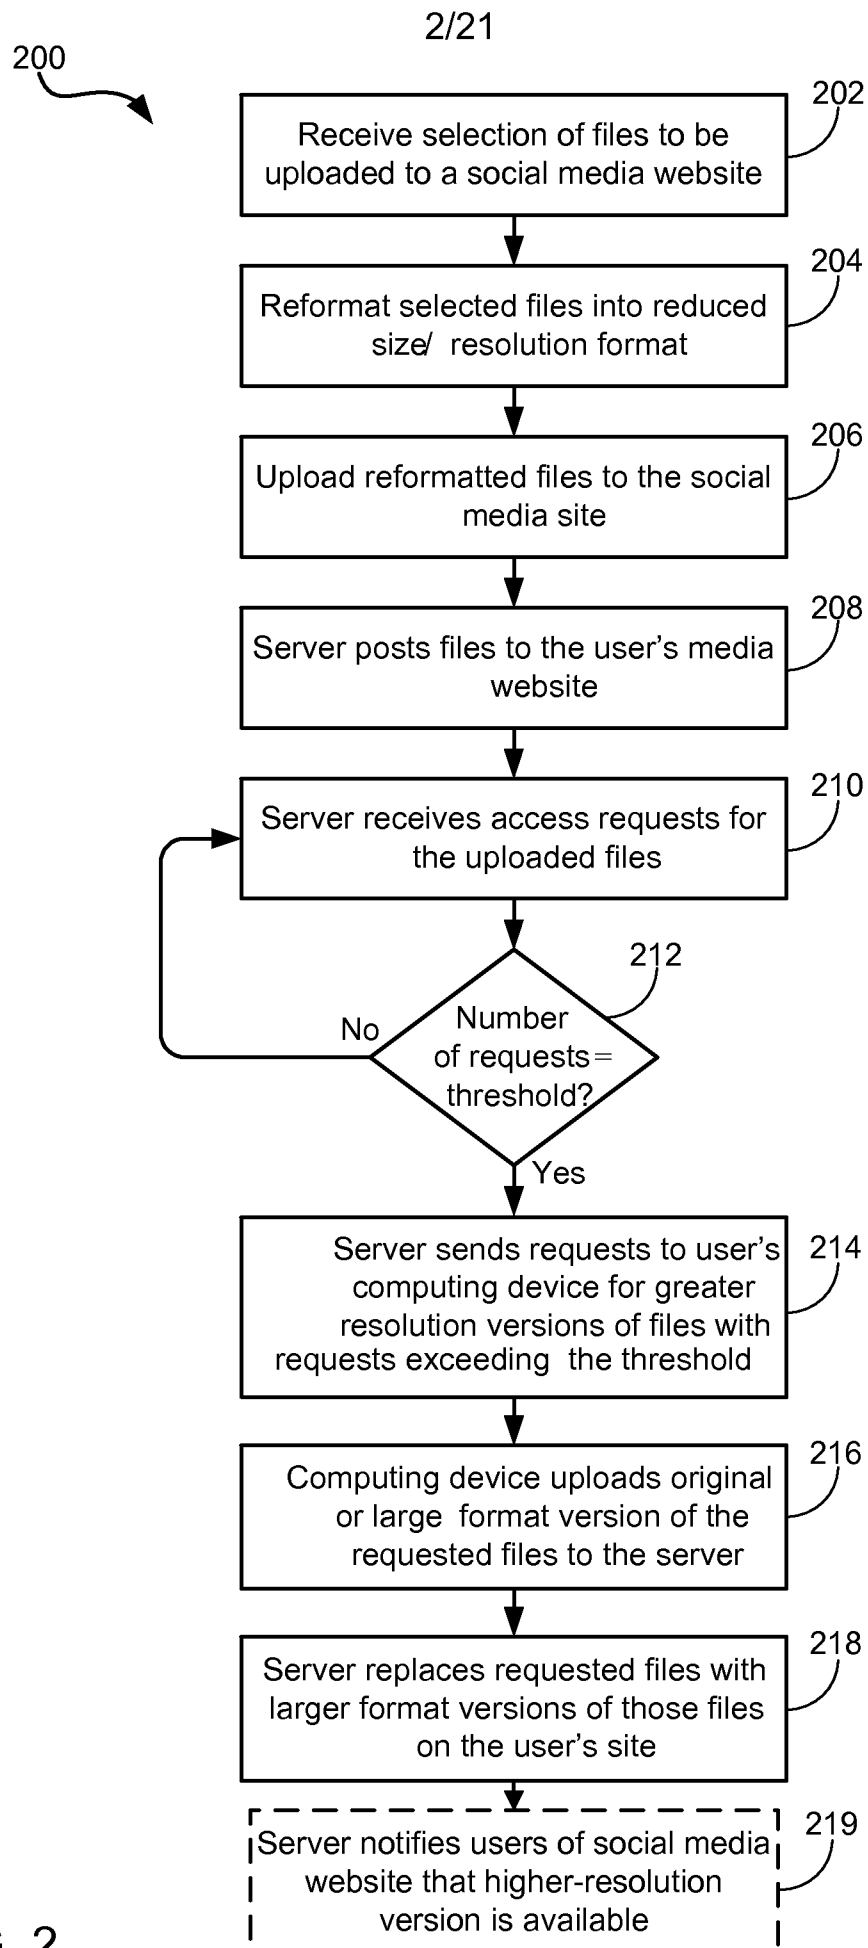 2/21
200
202
Receive selection of files to be
uploaded to a social media website
204
Reformat selected files into reduced
size/ resolution format
206
Upload reformatted files to the social
media site
208
Server posts files to the user's media
website
210
Server receives access requests for
the uploaded files
212
Number
of requests=
threshold?
No
Yes
214
Server sends requests to user's
computing device for greater
resolution versions of files with
requests exceeding the threshold
216
Computing device uploads original
or large format version of the
requested files to the server
218
Server replaces requested files with
larger format versions of those files
on the user's site
219
Server notifies users of social media
website that higher-resolution
version is available
2